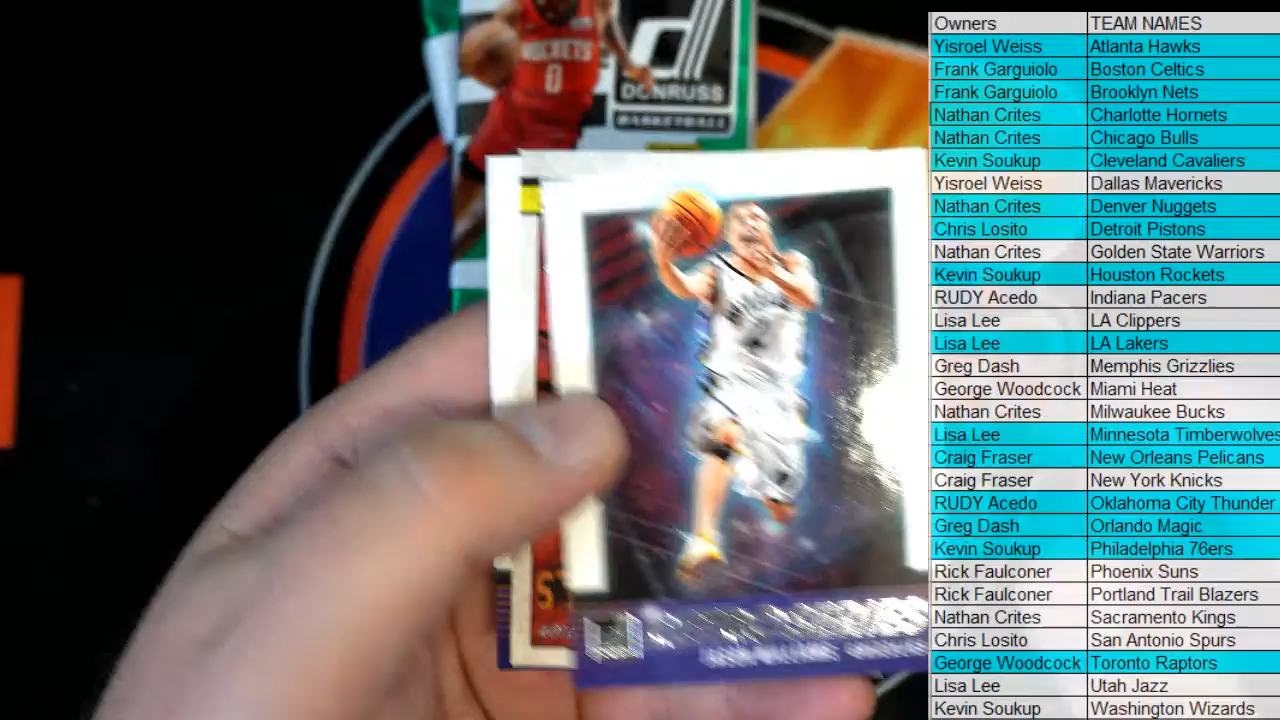 ROCKETS
0
DONRUSS
BASKETBALL
Owners TEAM NAMES
Yisroel Weiss Atlanta Hawks
Frank Garguiolo Boston Celtics
Frank Garguiolo Brooklyn Nets
Nathan Crites Charlotte Hornets
Nathan Crites Chicago Bulls
Kevin Soukup Cleveland Cavaliers
Yisroel Weiss Dallas Mavericks
Nathan Crites Denver Nuggets
Chris Losito Detroit Pistons
Nathan Crites Golden State Warriors
Kevin Soukup Houston Rockets
RUDY Acedo Indiana Pacers
Lisa Lee LA Clippers
Lisa Lee LA Lakers
Greg Dash Memphis Grizzlies
George Woodcock Miami Heat
Nathan Crites Milwaukee Bucks
Lisa Lee Minnesota Timberwolves
Craig Fraser New Orleans Pelicans
Craig Fraser New York Knicks
RUDY Acedo Oklahoma City Thunder
Greg Dash Orlando Magic
Kevin Soukup Philadelphia 76ers
Rick Faulconer Phoenix Suns
Rick Faulconer Portland Trail Blazers
Nathan Crites Sacramento Kings
Chris Losito San Antonio Spurs
George Woodcock Toronto Raptors
Lisa Lee Utah Jazz
Kevin Soukup Washington Wizards